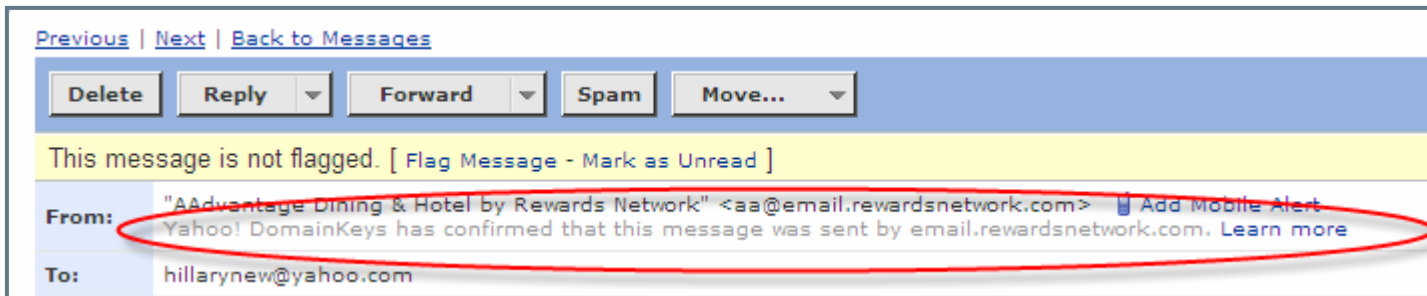 Previous | Next | Back to Messages
Delete Reply Forward Spam Move...
This message is not flagged. [ Flag Message - Mark as Unread ]
From: "AAdvantage Dining & Hotel by Rewards Network" <aa@email.rewardsnetwork.com> Add Mobile Alert
Yahoo! DomainKeys has confirmed that this message was sent by email.rewardsnetwork.com. Learn more
To: hillarynew@yahoo.com